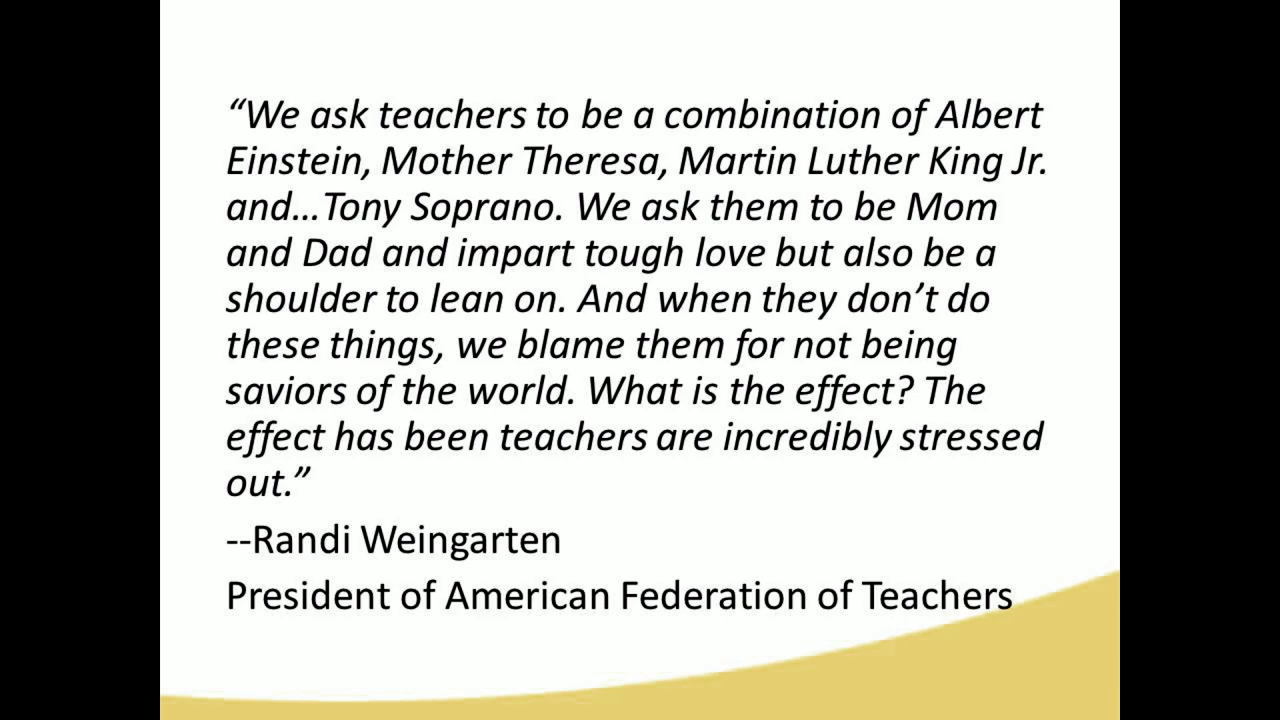 “We ask teachers to be a combination of Albert
Einstein, Mother Theresa, Martin Luther King Jr.
and…Tony Soprano. We ask them to be Mom
and Dad and impart tough love but also be a
shoulder to lean on. And when they don’t do
these things, we blame them for not being
saviors of the world. What is the effect? The
effect has been teachers are incredibly stressed
out.”
--Randi Weingarten
President of American Federation of Teachers